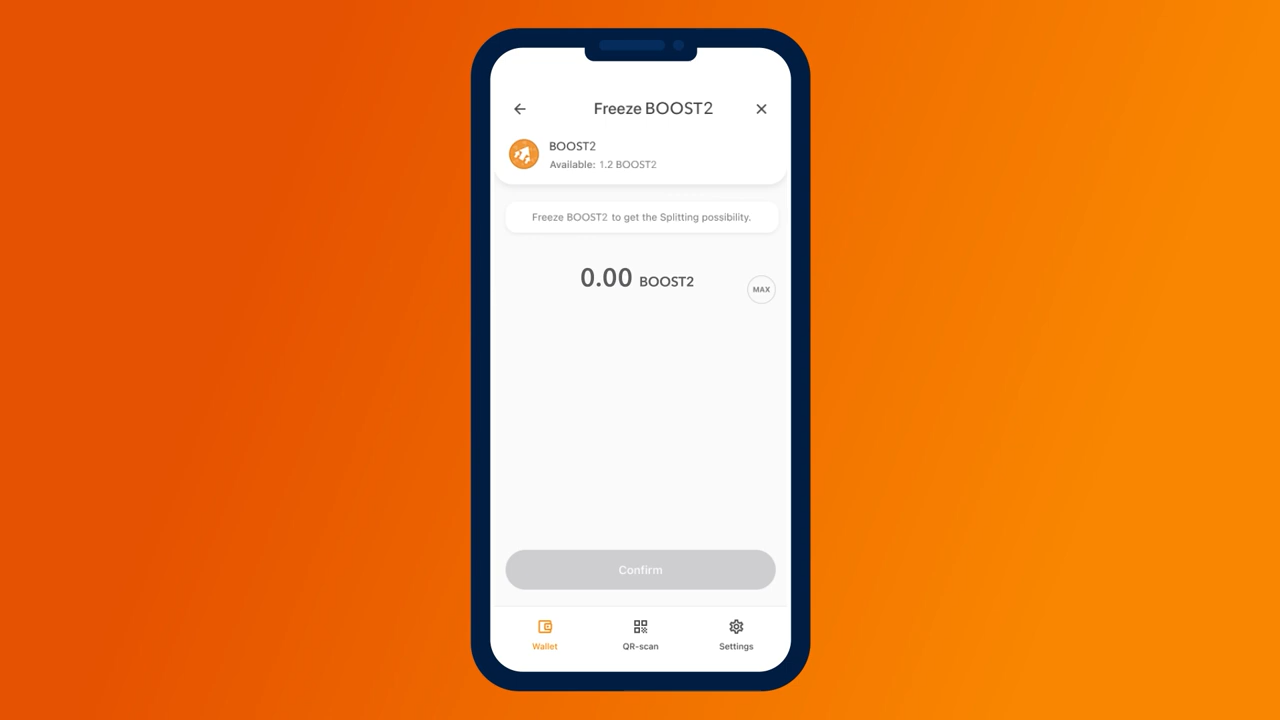 Freeze BOOST2
BOOST2
Available: 1.2 BOOST2
Freeze BOOST2 to get the Splitting possibility.
0.00 BOOST2
MAX
Confirm
Wallet
QR-scan
Settings